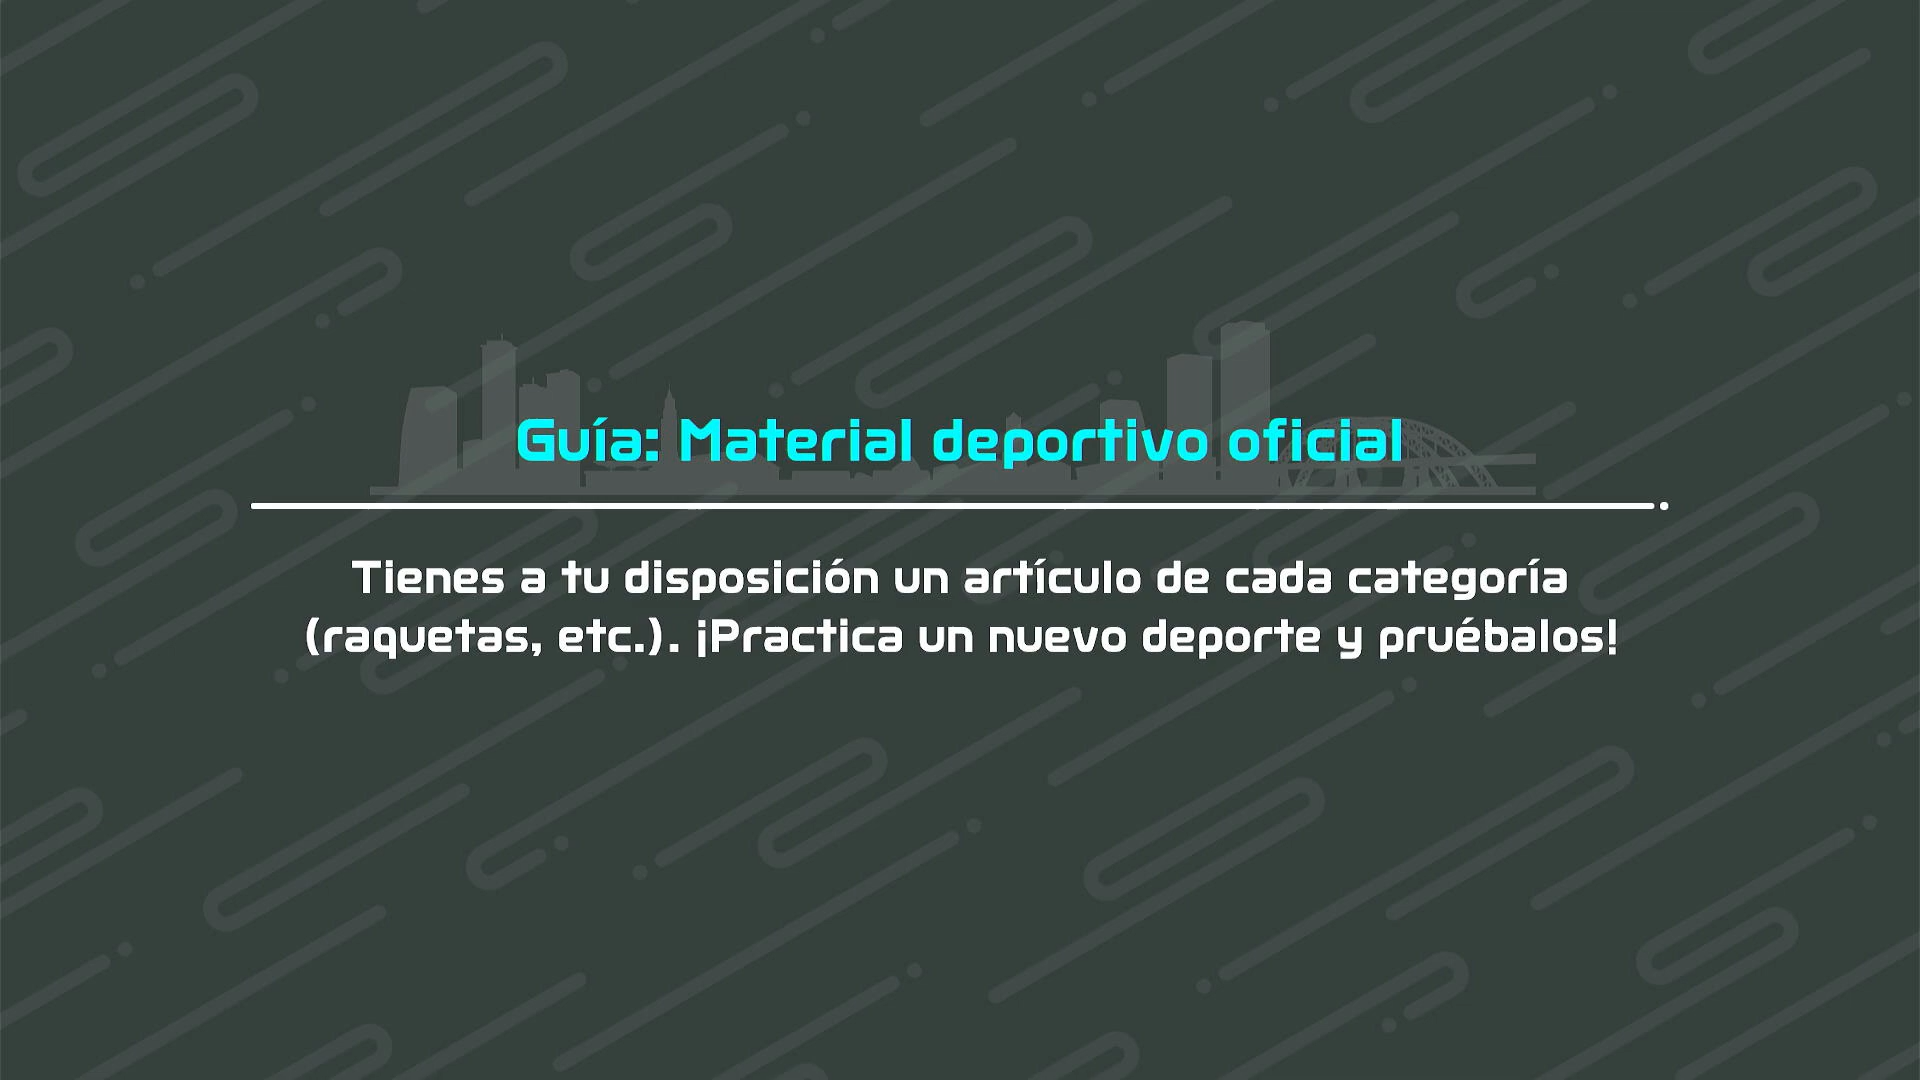 Guía: Material deportivo oficial
Tienes a tu disposición un artículo de cada categoría
(raquetas, etc.). ¡Practica un nuevo deporte y pruébalos!